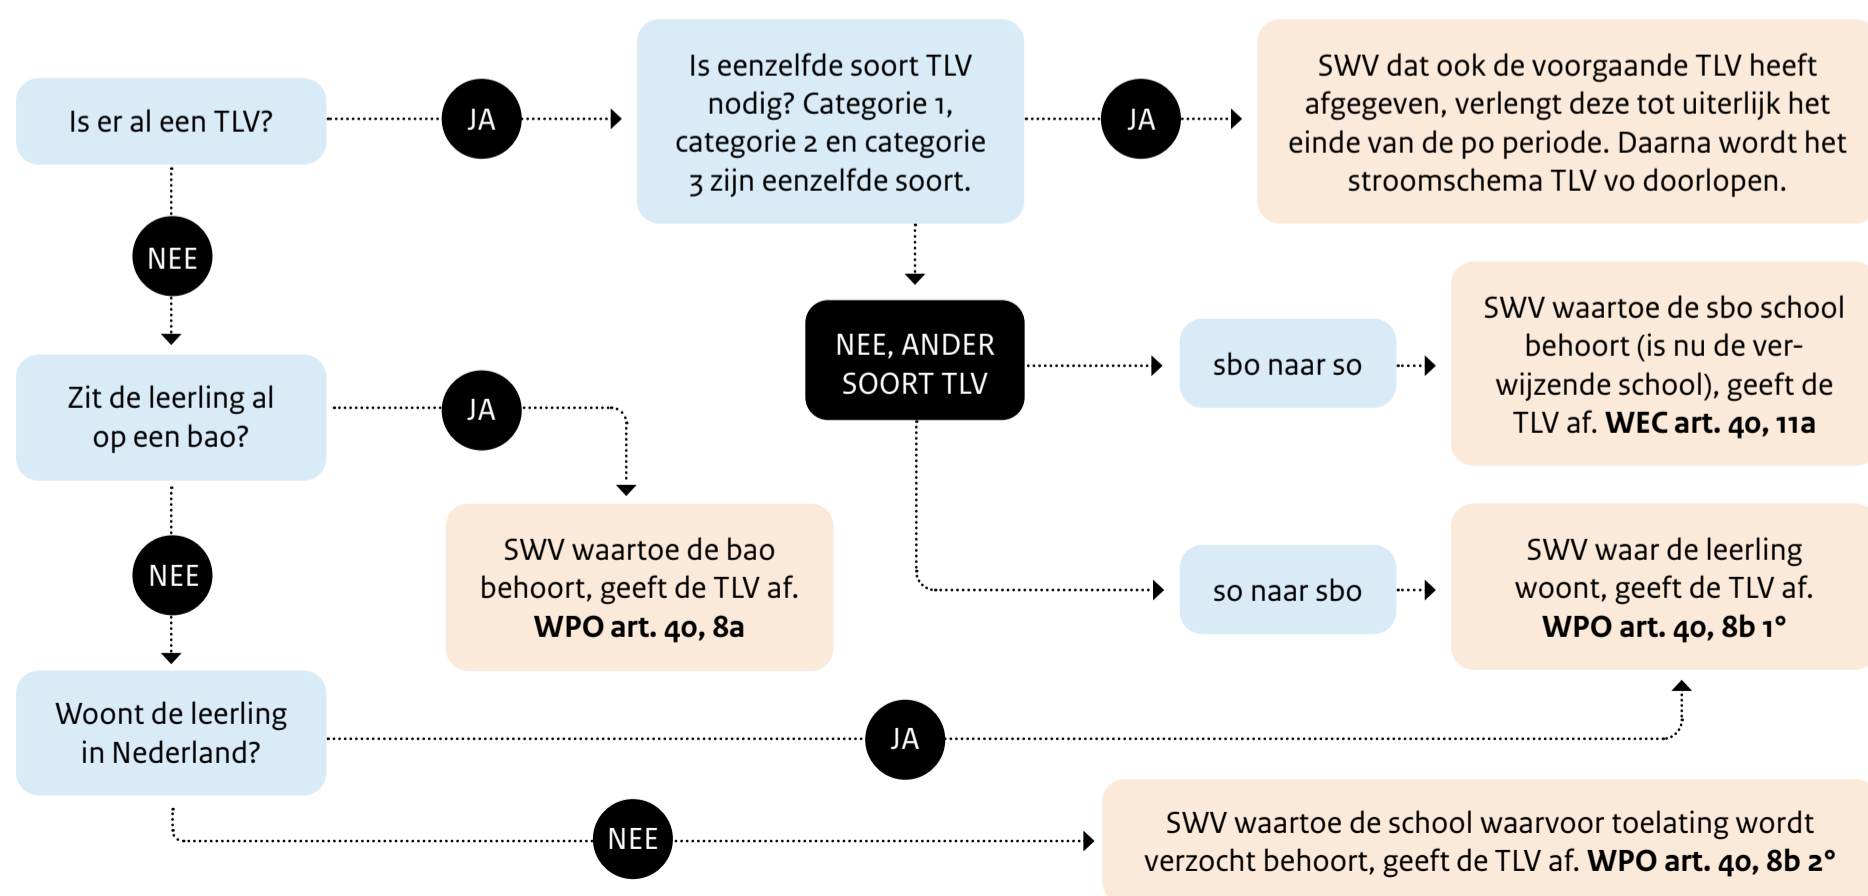 Is er al een TLV?
JA
Is eenzelfde soort TLV
nodig? Categorie 1,
categorie 2 en categorie
3 zijn eenzelfde soort.
JA
SWV dat ook de voorgaande TLV heeft
afgegeven, verlengt deze tot uiterlijk het
einde van de po periode. Daarna wordt het
stroomschema TLV vo doorlopen.
NEE
NEE, ANDER
SOORT TLV
sbo naar so
SWV waartoe de sbo school
behoort (is nu de ver-
wijzende school), geeft de
TLV af. WEC art. 40, 11a
Zit de leerling al
op een bao?
JA
SWV waartoe de bao
behoort, geeft de TLV af.
WPO art. 40, 8a
so naar sbo
SWV waar de leerling
woont, geeft de TLV af.
WPO art. 40, 8b 1°
NEE
Woont de leerling
in Nederland?
JA
NEE
SWV waartoe de school waarvoor toelating wordt
verzocht behoort, geeft de TLV af. WPO art. 40, 8b 2°